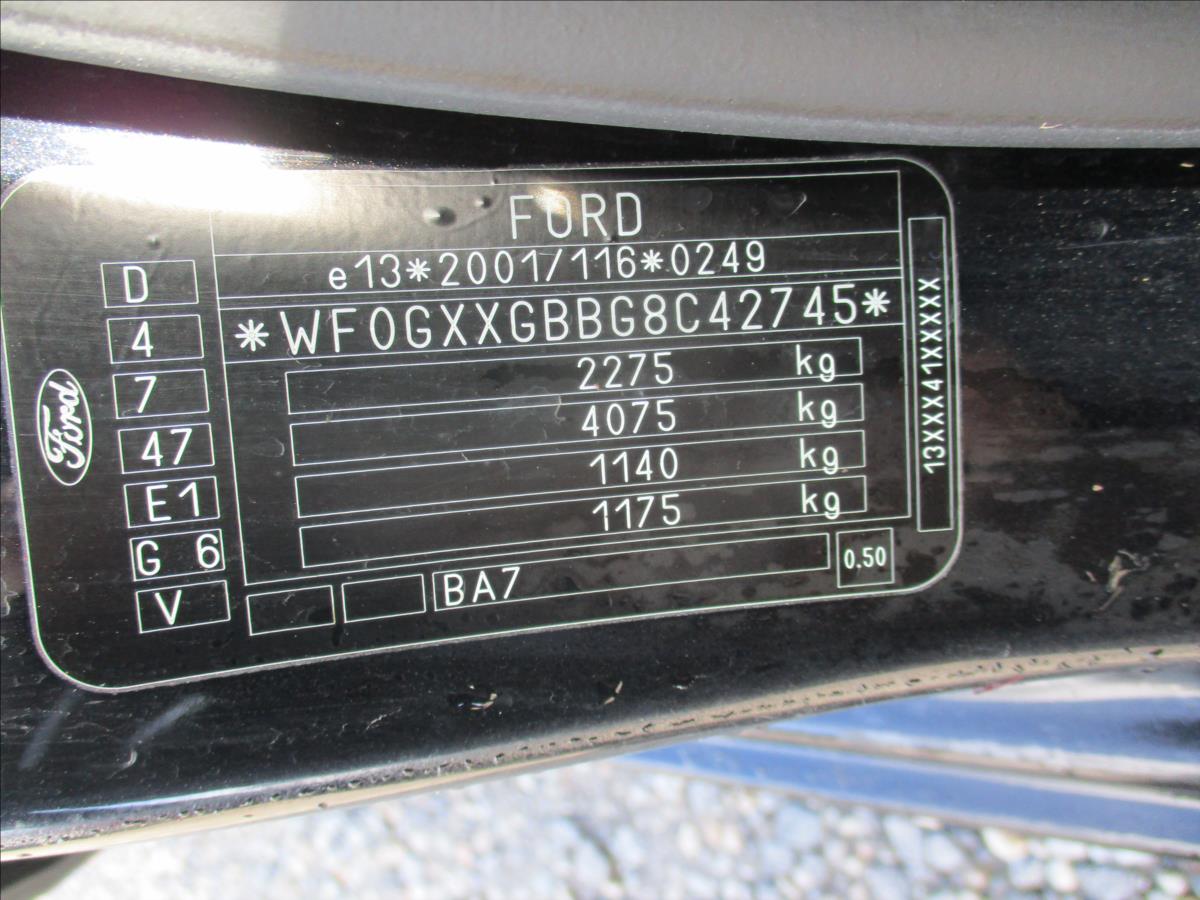 FORD
e13*2001/116*0249
*WF0GXXGBBG8C42745*
2275 kg
4075 kg
1140 kg
1175 kg
BA7
0.50
D
4
7
47
E1
G 6
V
Ford
13XXX41XXXXXX